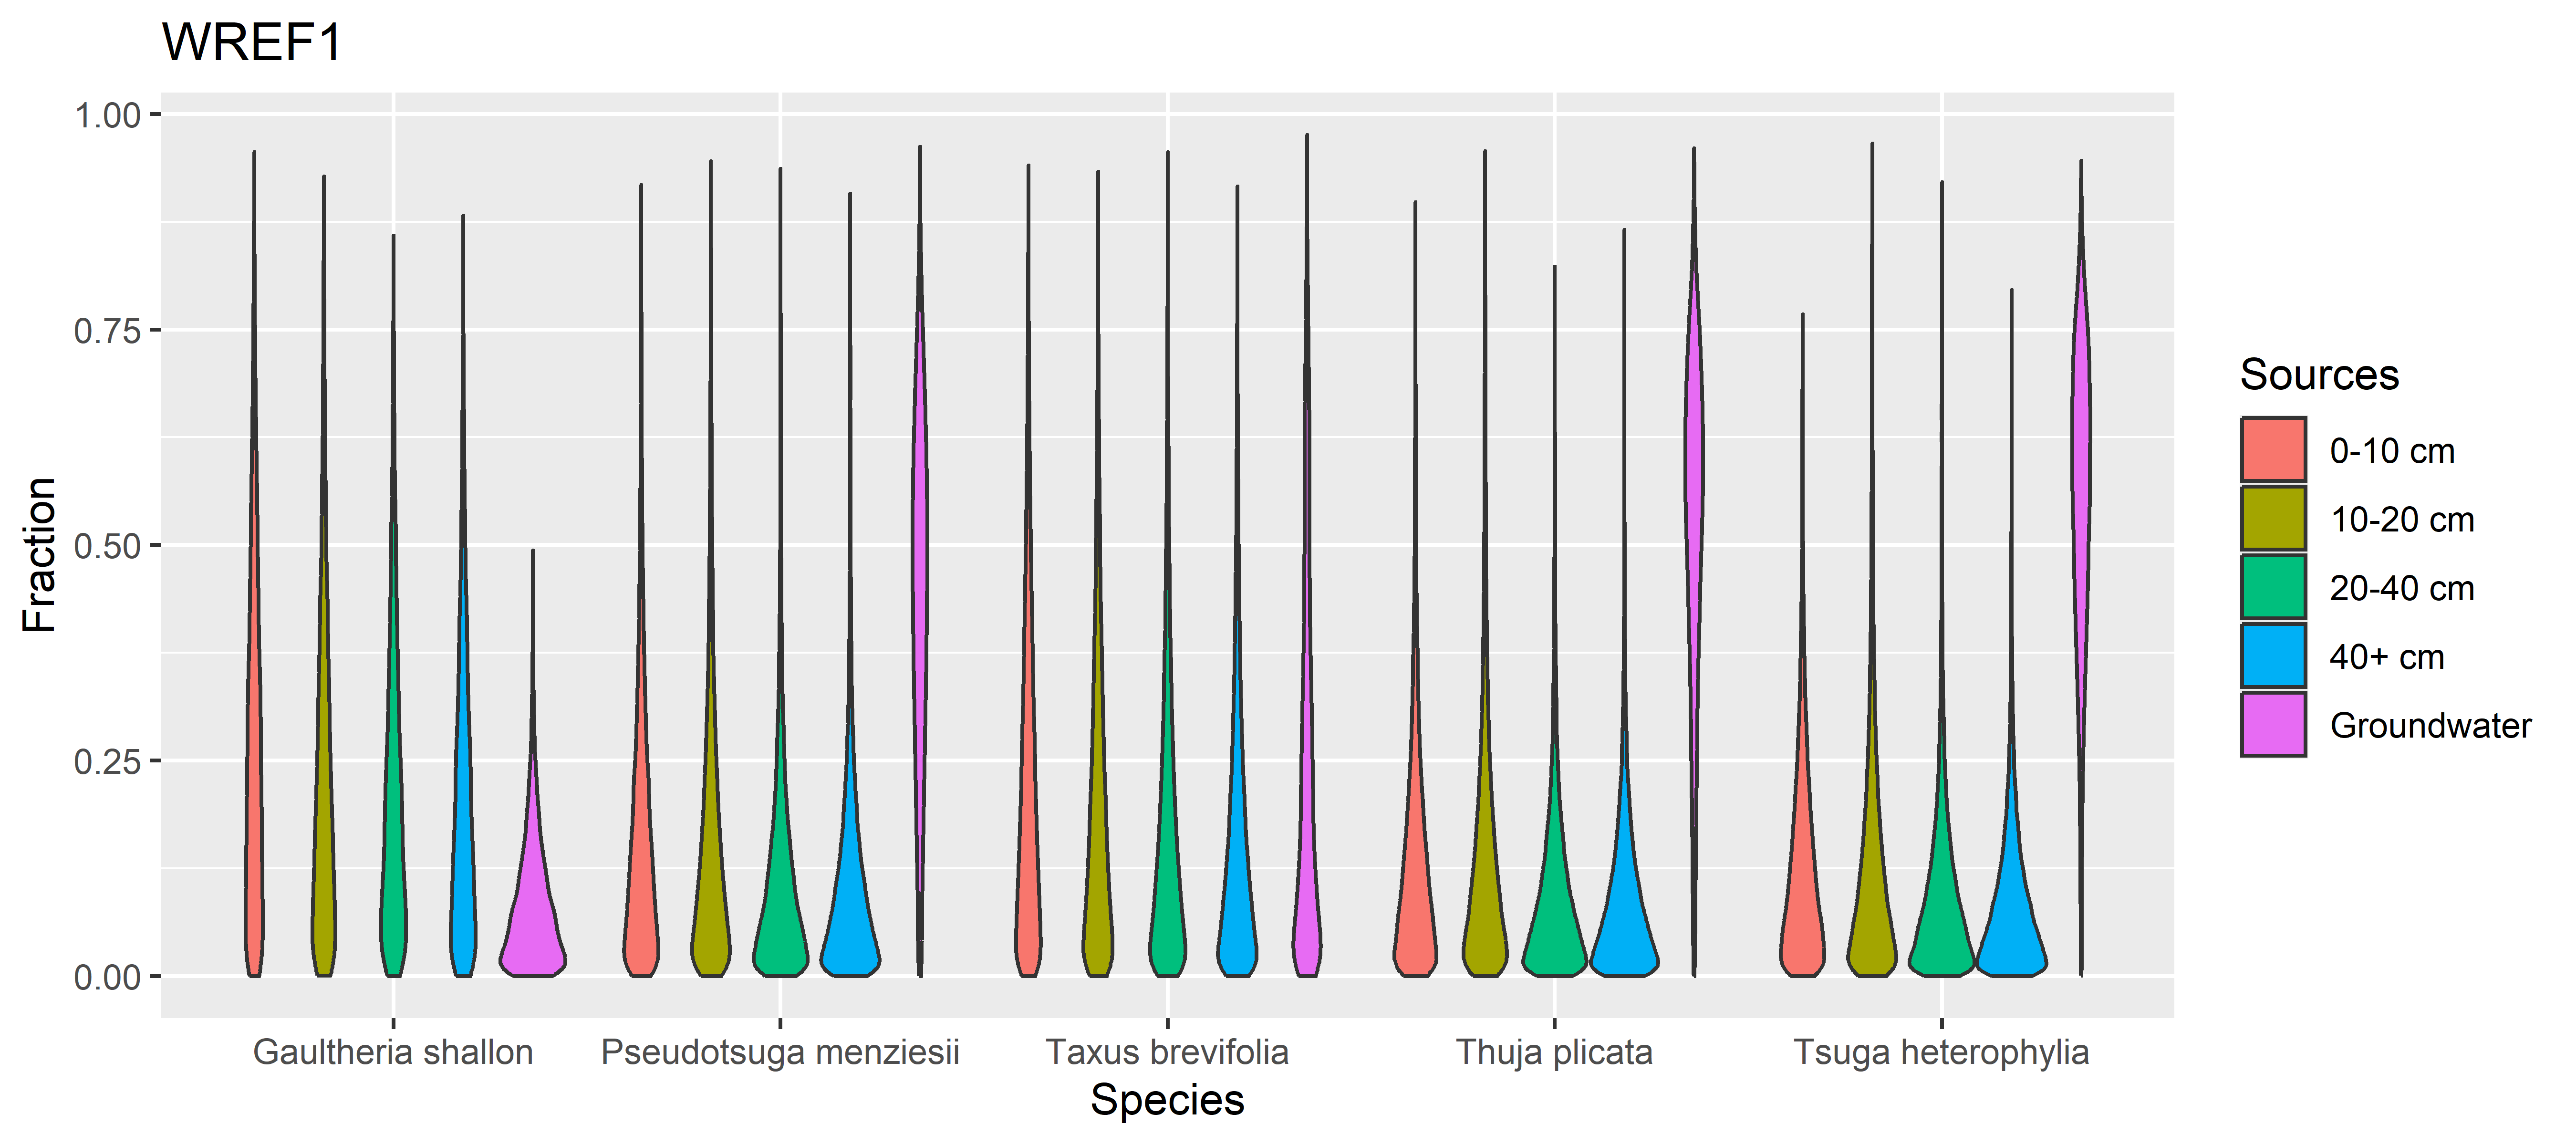 WREF1
1.00
0.75
0.50
0.25
0.00
Fraction
Gaultheria shallon
Pseudotsuga menziesii
Taxus brevifolia
Thuja plicata
Tsuga heterophylia
Species
Sources
0-10 cm
10-20 cm
20-40 cm
40+ cm
Groundwater